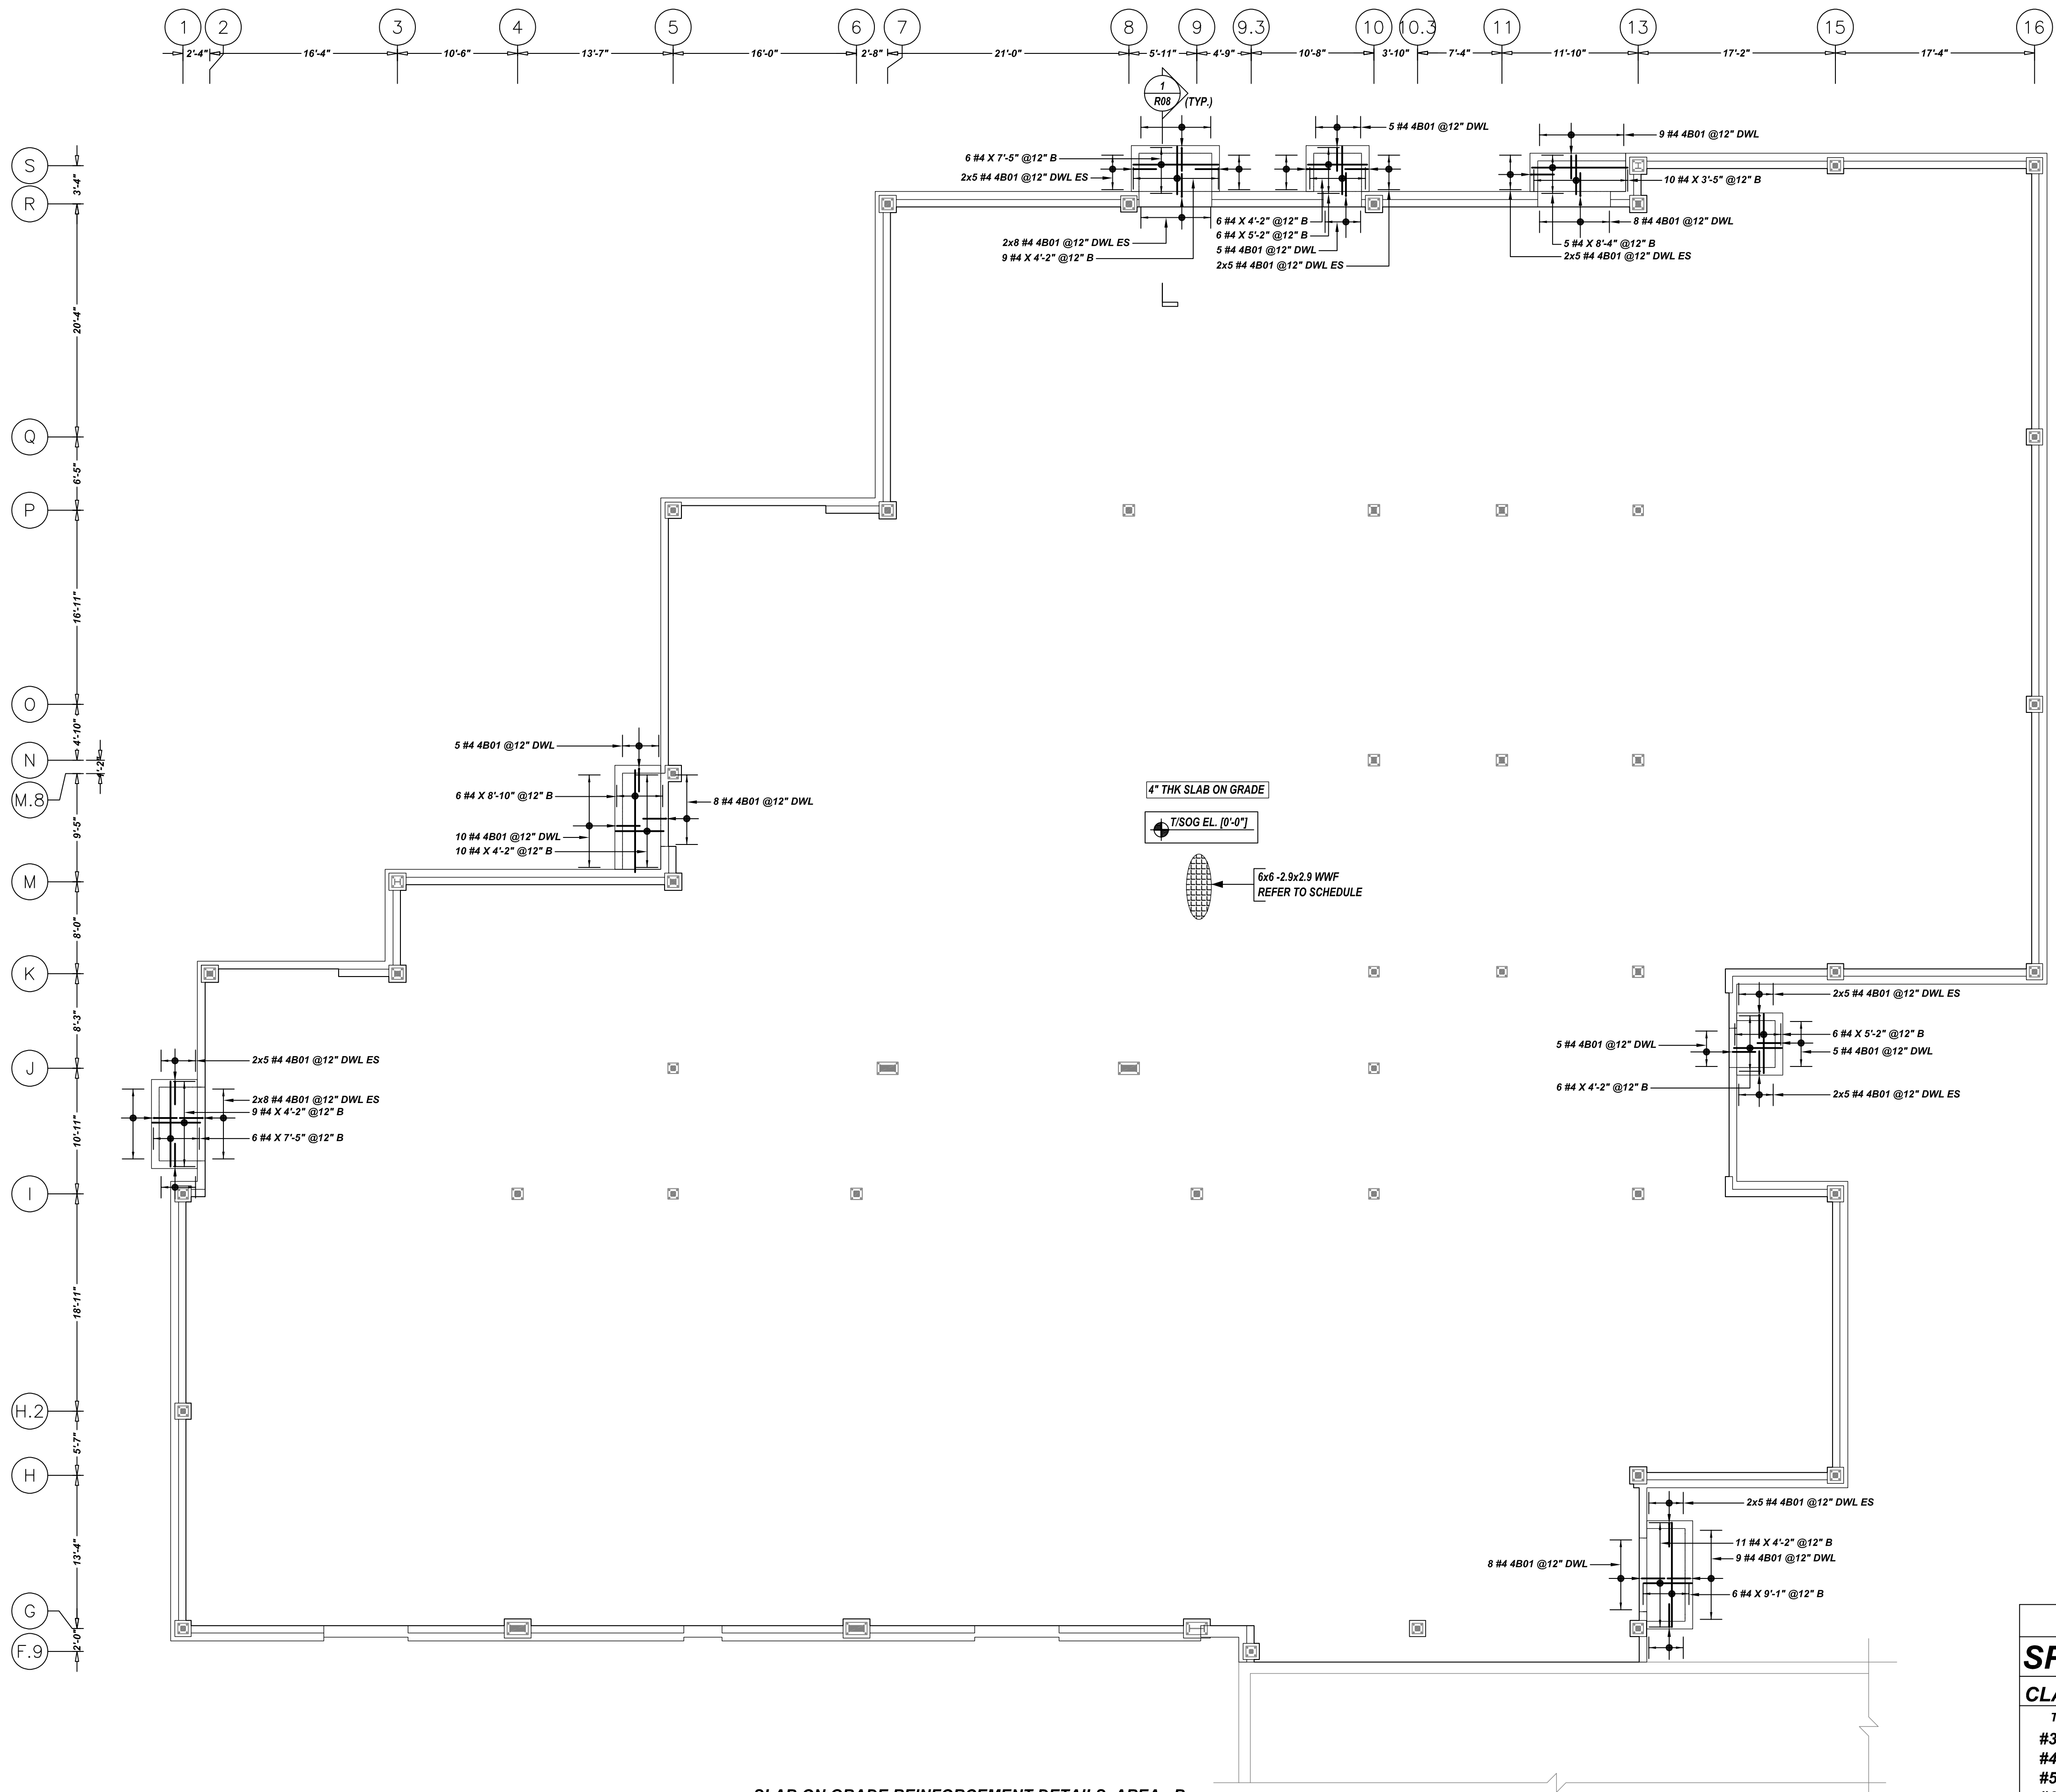 1 2 3 4 5 6 7 8 9 9.3 10 10.3 11 13 15 16
2'-4" 16'-4" 10'-6" 13'-7" 16'-0" 2'-8" 21'-0" 5'-11" 4'-9" 10'-8" 3'-10" 7'-4" 11'-10" 17'-2" 17'-4"
1
R08
(TYP.)
5 #4 4B01 @12" DWL
9 #4 4B01 @12" DWL
6 #4 X 7'-5" @12" B
2x5 #4 4B01 @12" DWL ES
10 #4 X 3'-5" @12" B
S
3'-4"
R
6 #4 X 4'-2" @12" B
6 #4 X 5'-2" @12" B
5 #4 4B01 @12" DWL
2x5 #4 4B01 @12" DWL ES
2x8 #4 4B01 @12" DWL ES
9 #4 X 4'-2" @12" B
8 #4 4B01 @12" DWL
5 #4 X 8'-4" @12" B
2x5 #4 4B01 @12" DWL ES
20'-4"
Q
6'-5"
P
16'-11"
O
4'-10"
N
M.8
9'-5"
5 #4 4B01 @12" DWL
6 #4 X 8'-10" @12" B
8 #4 4B01 @12" DWL
10 #4 4B01 @12" DWL
10 #4 X 4'-2" @12" B
4" THK SLAB ON GRADE
T/SOG EL. [0'-0"]
6x6 -2.9x2.9 WWF
REFER TO SCHEDULE
M
8'-0"
K
8'-3"
J
2x5 #4 4B01 @12" DWL ES
6 #4 X 5'-2" @12" B
5 #4 4B01 @12" DWL
5 #4 4B01 @12" DWL
6 #4 X 4'-2" @12" B
2x5 #4 4B01 @12" DWL ES
2x5 #4 4B01 @12" DWL ES
2x8 #4 4B01 @12" DWL ES
9 #4 X 4'-2" @12" B
6 #4 X 7'-5" @12" B
10'-11"
I
18'-11"
H.2
5'-7"
H
13'-4"
G
2'-0"
F.9
2x5 #4 4B01 @12" DWL ES
11 #4 X 4'-2" @12" B
9 #4 4B01 @12" DWL
8 #4 4B01 @12" DWL
6 #4 X 9'-1" @12" B
#3
#4
#5
SLAB ON GRADE REINFORCEMENT DETAILS- AREA - B